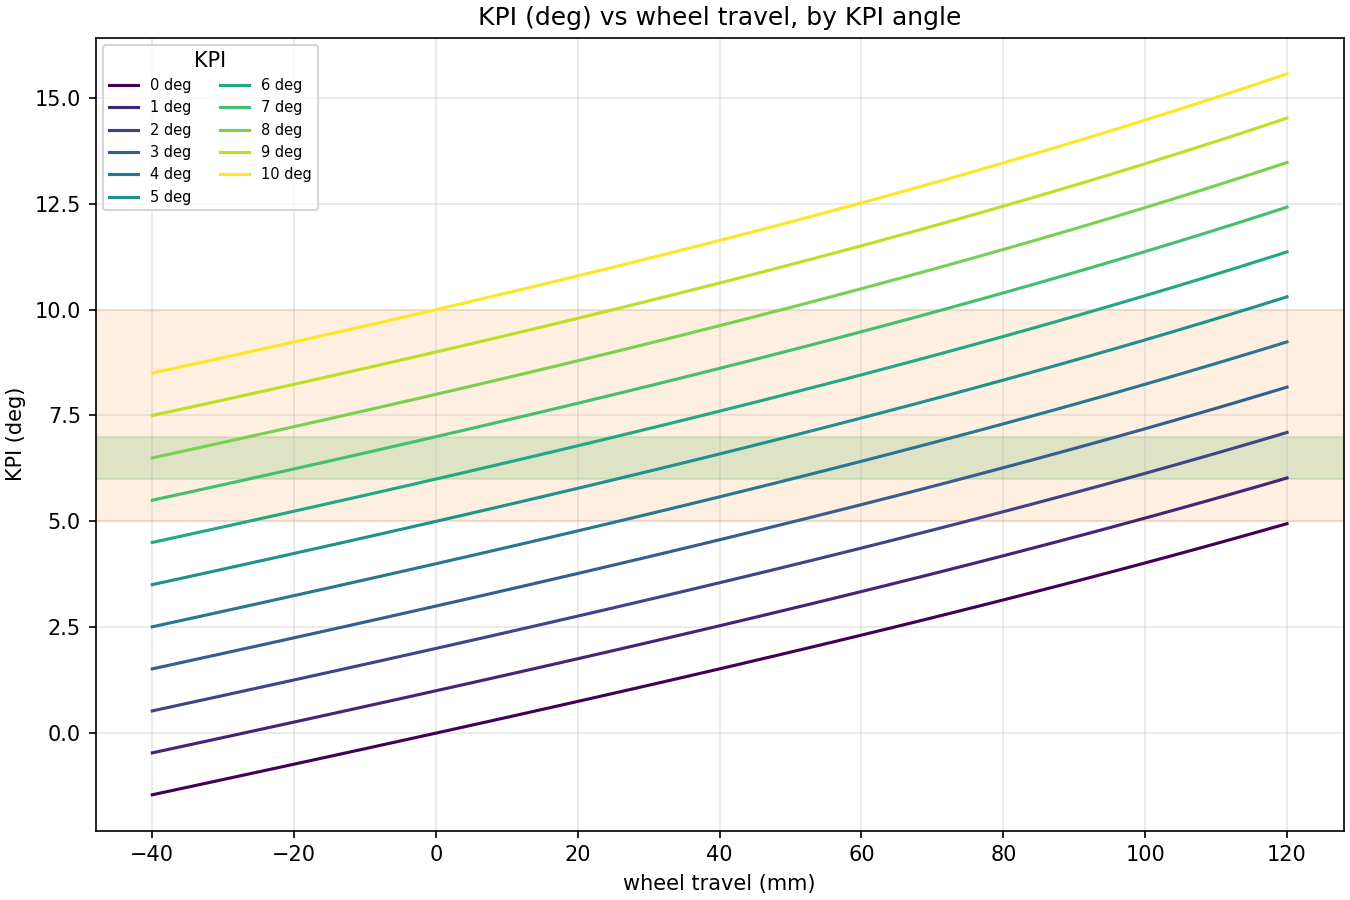 KPI (deg) vs wheel travel, by KPI angle
KPI
0 deg
1 deg
2 deg
3 deg
4 deg
5 deg
6 deg
7 deg
8 deg
9 deg
10 deg
KPI (deg)
15.0
12.5
10.0
7.5
5.0
2.5
0.0
−40 −20 0 20 40 60 80 100 120
wheel travel (mm)